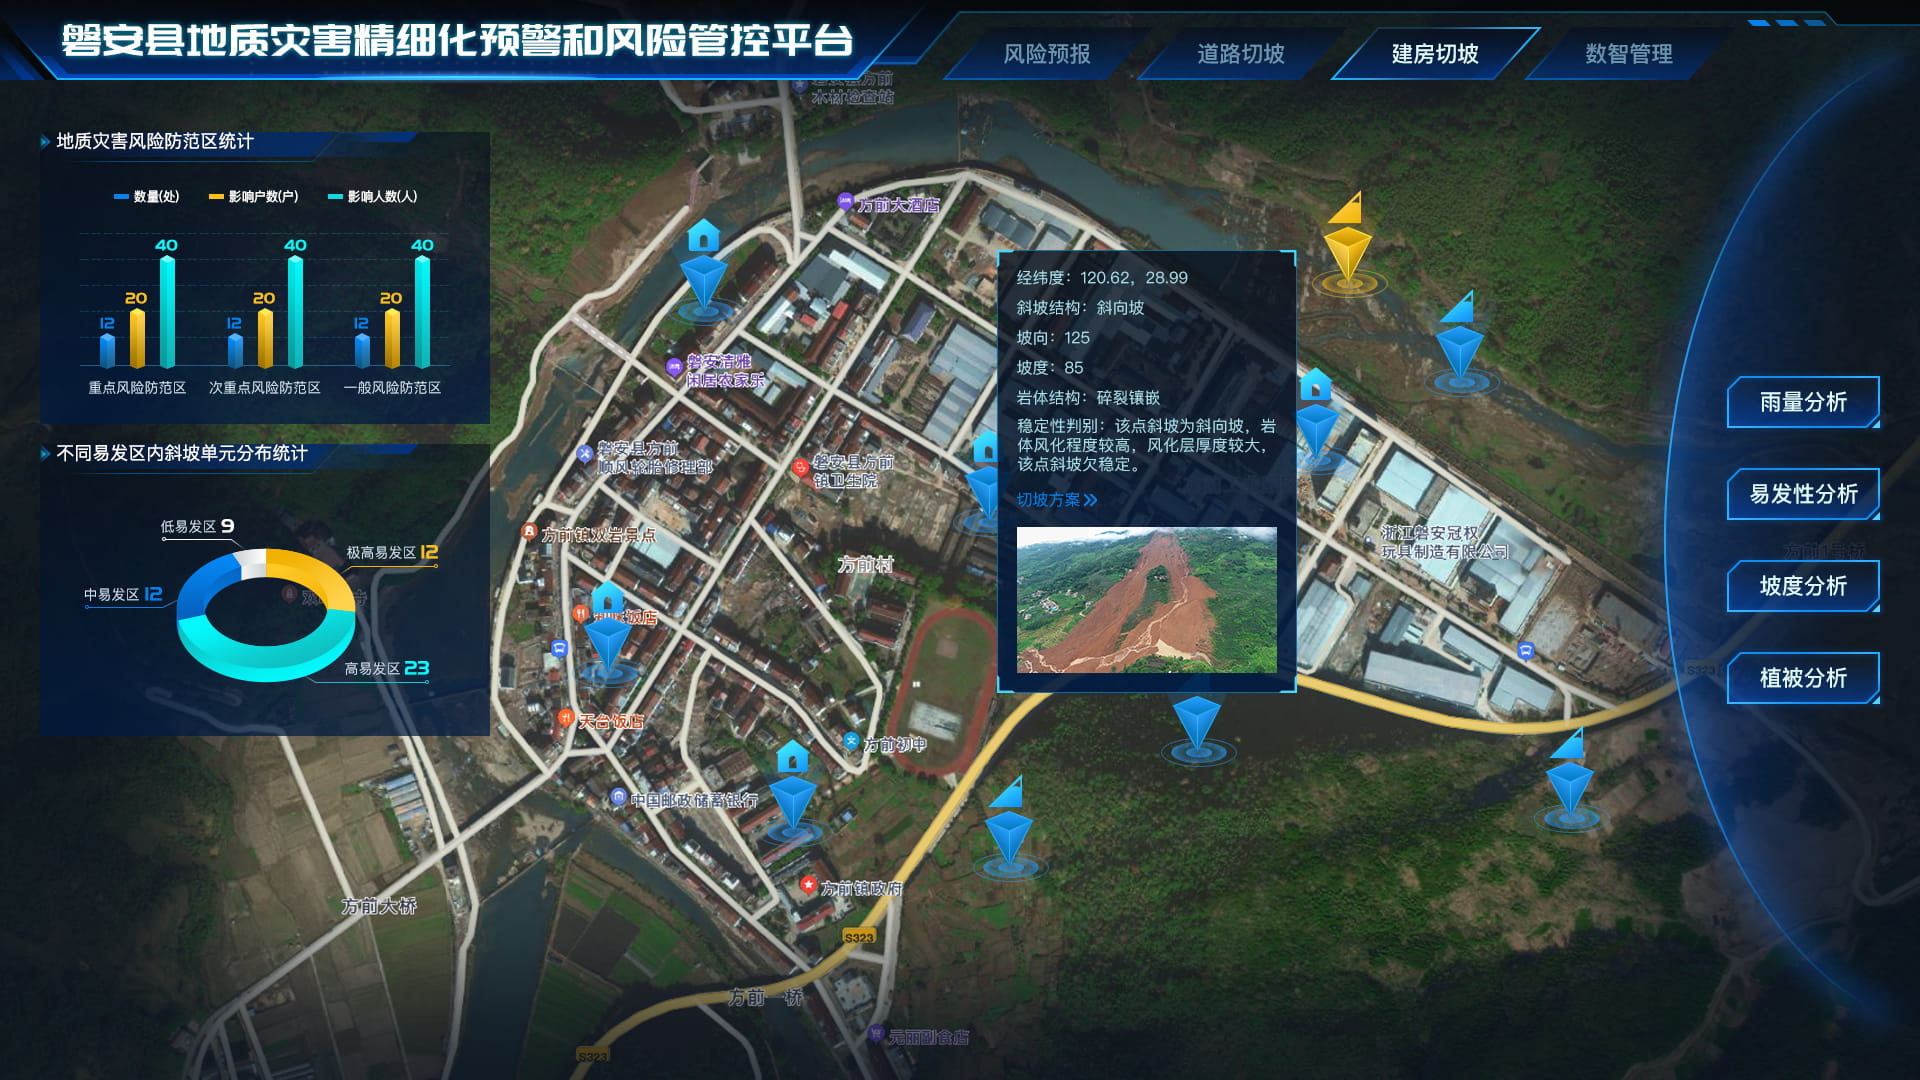 磐安县地质灾害精细化预警和风险管控平台
风险预报
道路切坡
建房切坡
数智管理
磐安县方前
木材检查站
地质灾害风险防范区统计
数量(处)
影响户数(户)
影响人数(人)
40
40
40
20
20
20
12
12
12
重点风险防范区
次重点风险防范区
一般风险防范区
不同易发区内斜坡单元分布统计
低易发区 9
极高易发区 12
中易发区 12
高易发区 23
方前大酒店
磐安清雅
闲居农家乐
磐安县方前
顺风轮胎修理部
磐安县方前
镇卫生院
方前镇双岩景点
方前村
饭店
天台饭店
方前初中
中国邮政储蓄银行
方前镇政府
方前大桥
S323
方前一桥
元丽副食店
S323
经纬度：120.62，28.99
斜坡结构：斜向坡
坡向：125
坡度：85
岩体结构：碎裂镶嵌
稳定性判别：该点斜坡为斜向坡，岩
体风化程度较高，风化层厚度较大，
该点斜坡欠稳定。
切坡方案
浙江磐安冠权
玩具制造有限公司
S323
雨量分析
易发性分析
坡度分析
植被分析